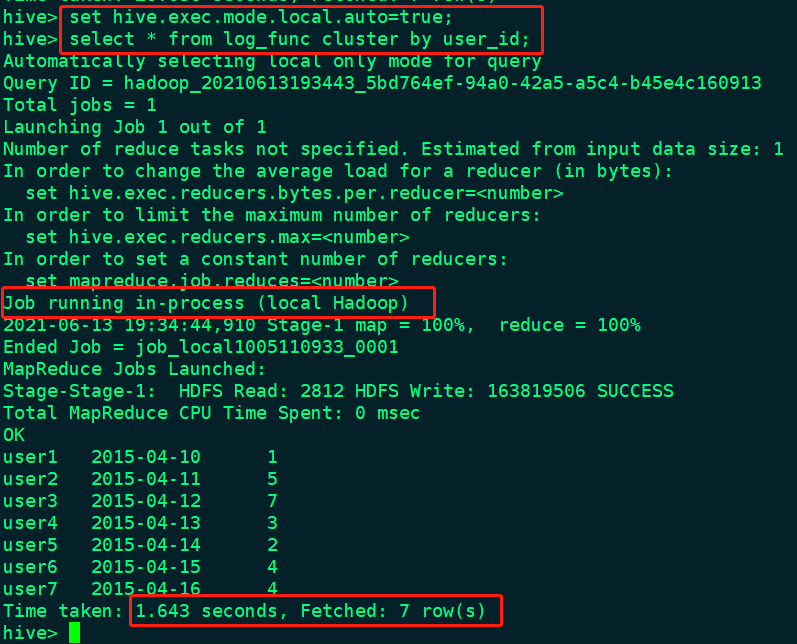 hive> set hive.exec.mode.local.auto=true;
hive> select * from log_func cluster by user_id;
Automatically selecting local only mode for query
Query ID = hadoop_20210613193443_5bd764ef-94a0-42a5-a5c4-b45e4c160913
Total jobs = 1
Launching Job 1 out of 1
Number of reduce tasks not specified. Estimated from input data size: 1
In order to change the average load for a reducer (in bytes):
  set hive.exec.reducers.bytes.per.reducer=<number>
In order to limit the maximum number of reducers:
  set hive.exec.reducers.max=<number>
In order to set a constant number of reducers:
  set mapreduce.job.reduces=<number>
Job running in-process (local Hadoop)
2021-06-13 19:34:44,910 Stage-1 map = 100%,  reduce = 100%
Ended Job = job_local1005110933_0001
MapReduce Jobs Launched:
Stage-Stage-1:  HDFS Read: 2812 HDFS Write: 163819506 SUCCESS
Total MapReduce CPU Time Spent: 0 msec
OK
user1   2015-04-10      1
user2   2015-04-11      5
user3   2015-04-12      7
user4   2015-04-13      3
user5   2015-04-14      2
user6   2015-04-15      4
user7   2015-04-16      4
Time taken: 1.643 seconds, Fetched: 7 row(s)
hive>